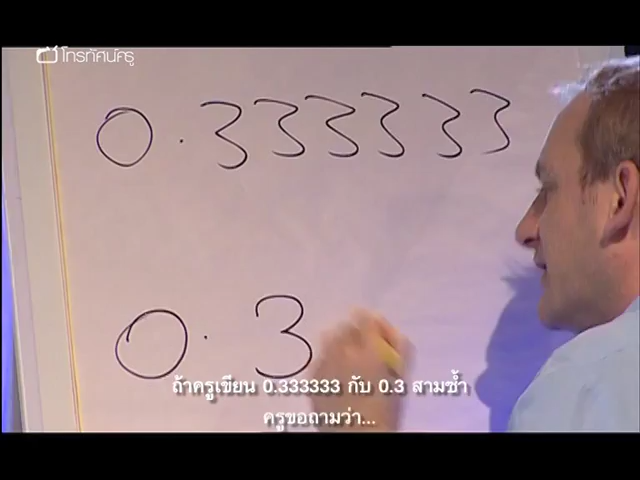 โทรทัศน์ครู
0.333333
0.3
ถ้าครูเขียน 0.333333 กับ 0.3 สามซ้ำ
ครูขอถามว่า...